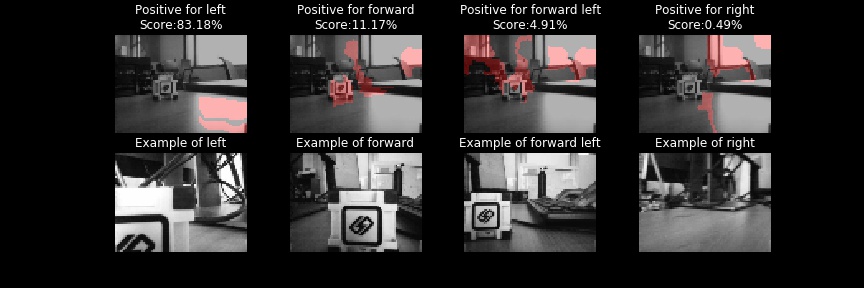 Positive for left
Score:83.18%
Positive for forward
Score:11.17%
Positive for forward left
Score:4.91%
Positive for right
Score:0.49%
Example of left
Example of forward
Example of forward left
Example of right